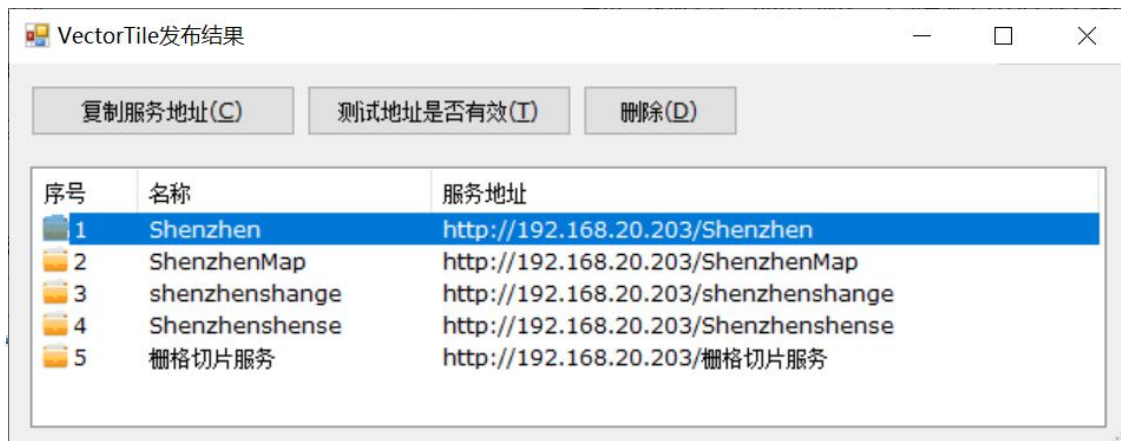 VectorTile发布结果
复制服务地址(C) 测试地址是否有效(T) 删除(D)
序号 名称 服务地址
1 Shenzhen http://192.168.20.203/Shenzhen
2 ShenzhenMap http://192.168.20.203/ShenzhenMap
3 shenzhenshange http://192.168.20.203/shenzhenshange
4 Shenzhenshense http://192.168.20.203/Shenzhenshense
5 栅格切片服务 http://192.168.20.203/栅格切片服务